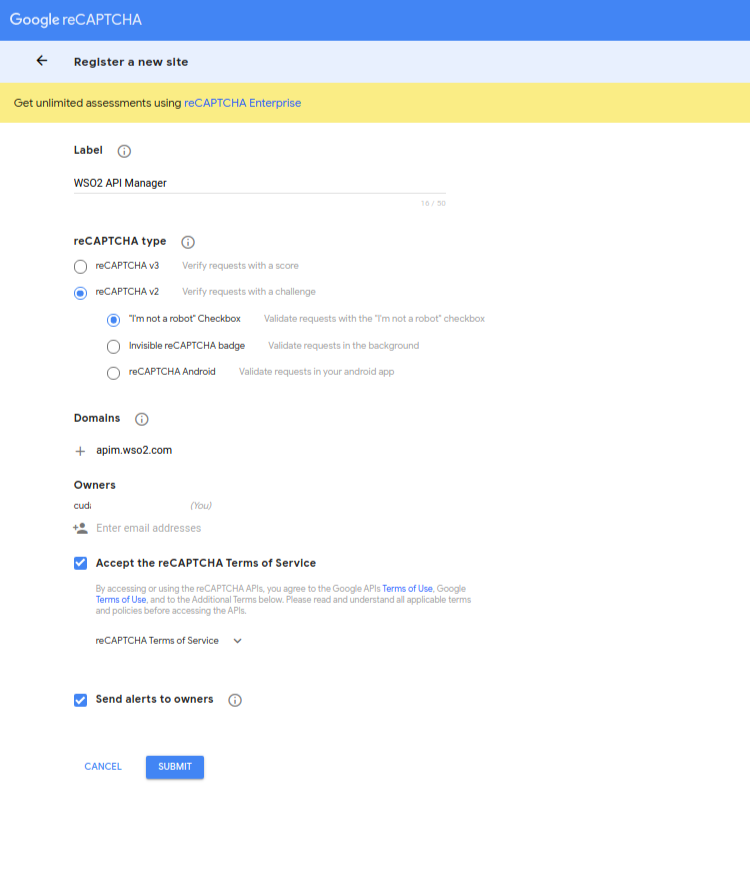 Google reCAPTCHA
Register a new site
Get unlimited assessments using reCAPTCHA Enterprise
Label
WSO2 API Manager
16 / 50
reCAPTCHA type
reCAPTCHA v3 Verify requests with a score
reCAPTCHA v2 Verify requests with a challenge
"I'm not a robot" Checkbox Validate requests with the "I'm not a robot" checkbox
Invisible reCAPTCHA badge Validate requests in the background
reCAPTCHA Android Validate requests in your android app
Domains
apim.wso2.com
Owners
(You)
Enter email addresses
Accept the reCAPTCHA Terms of Service
By accessing or using the reCAPTCHA APIs, you agree to the Google APIs Terms of Use, Google
Terms of Use, and to the Additional Terms below. Please read and understand all applicable terms
and policies before accessing the APIs.
reCAPTCHA Terms of Service
Send alerts to owners
CANCEL SUBMIT